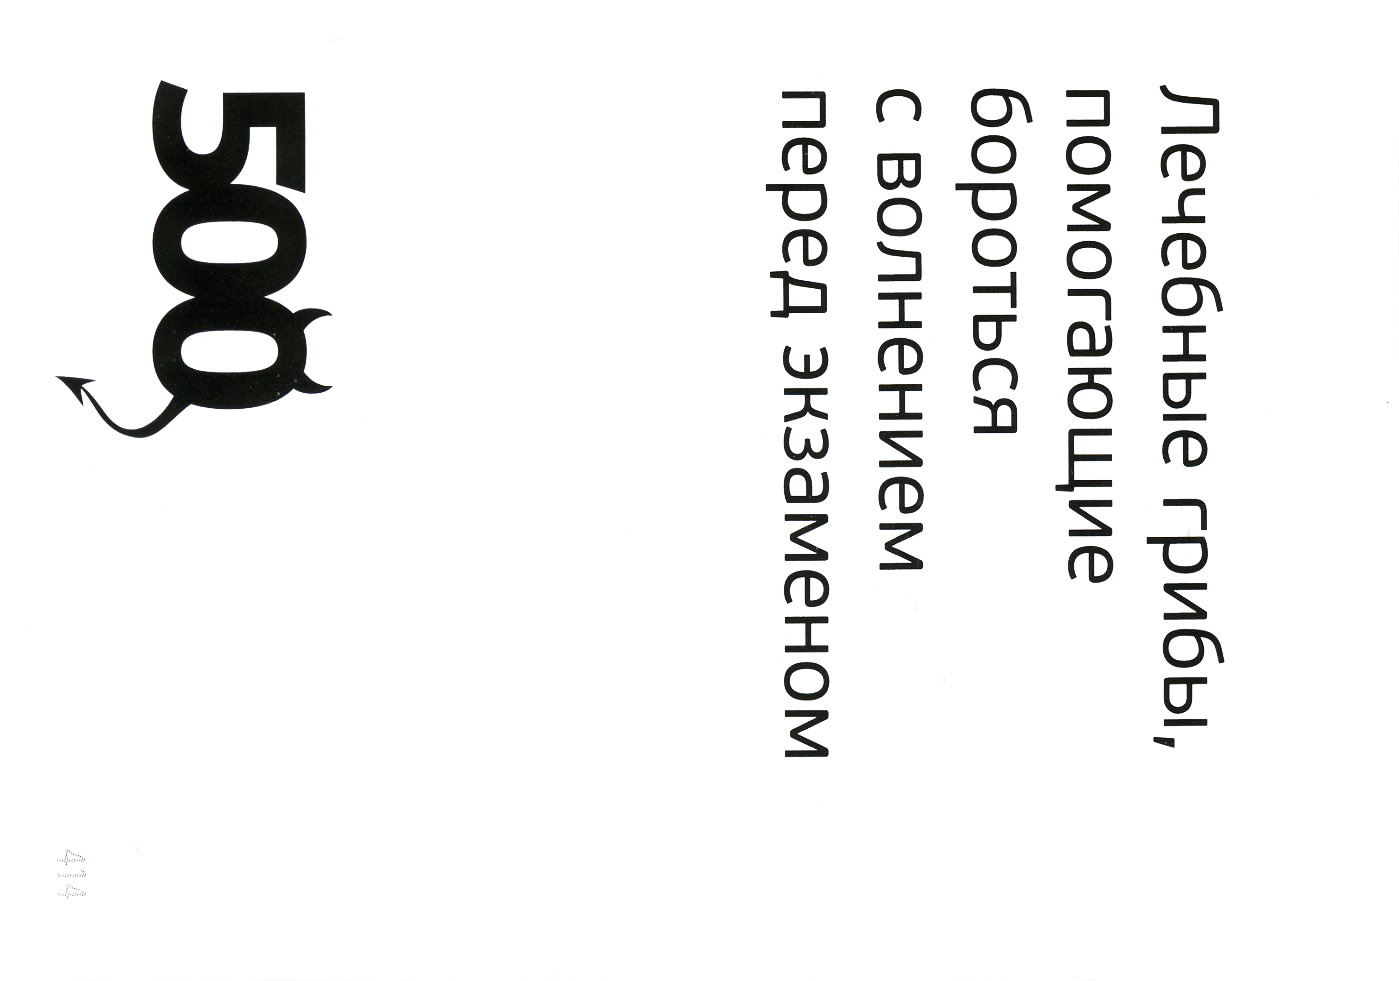 Лечебные грибы,
помогающие
бороться
с волнением
перед экзаменом
500
414